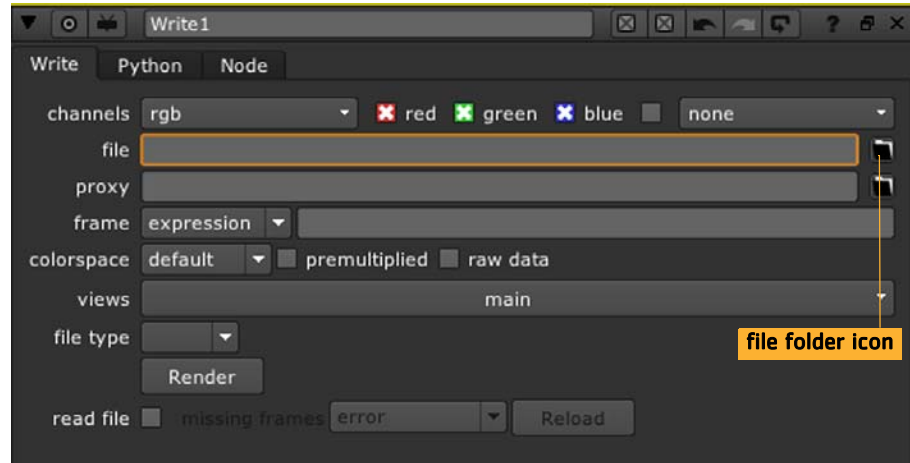 Write1 ?
Write Python Node
channels rgb red green blue none
file
proxy
frame expression
colorspace default premultiplied raw data
views main
file type
file folder icon
Render
read file missing frames error Reload